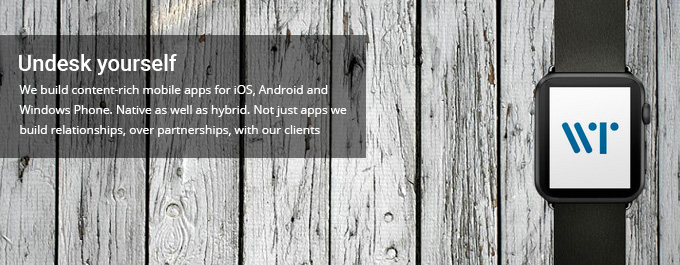 Undesk yourself
We build content-rich mobile apps for iOS, Android and
Windows Phone. Native as well as hybrid. Not just apps we
build relationships, over partnerships, with our clients
WT